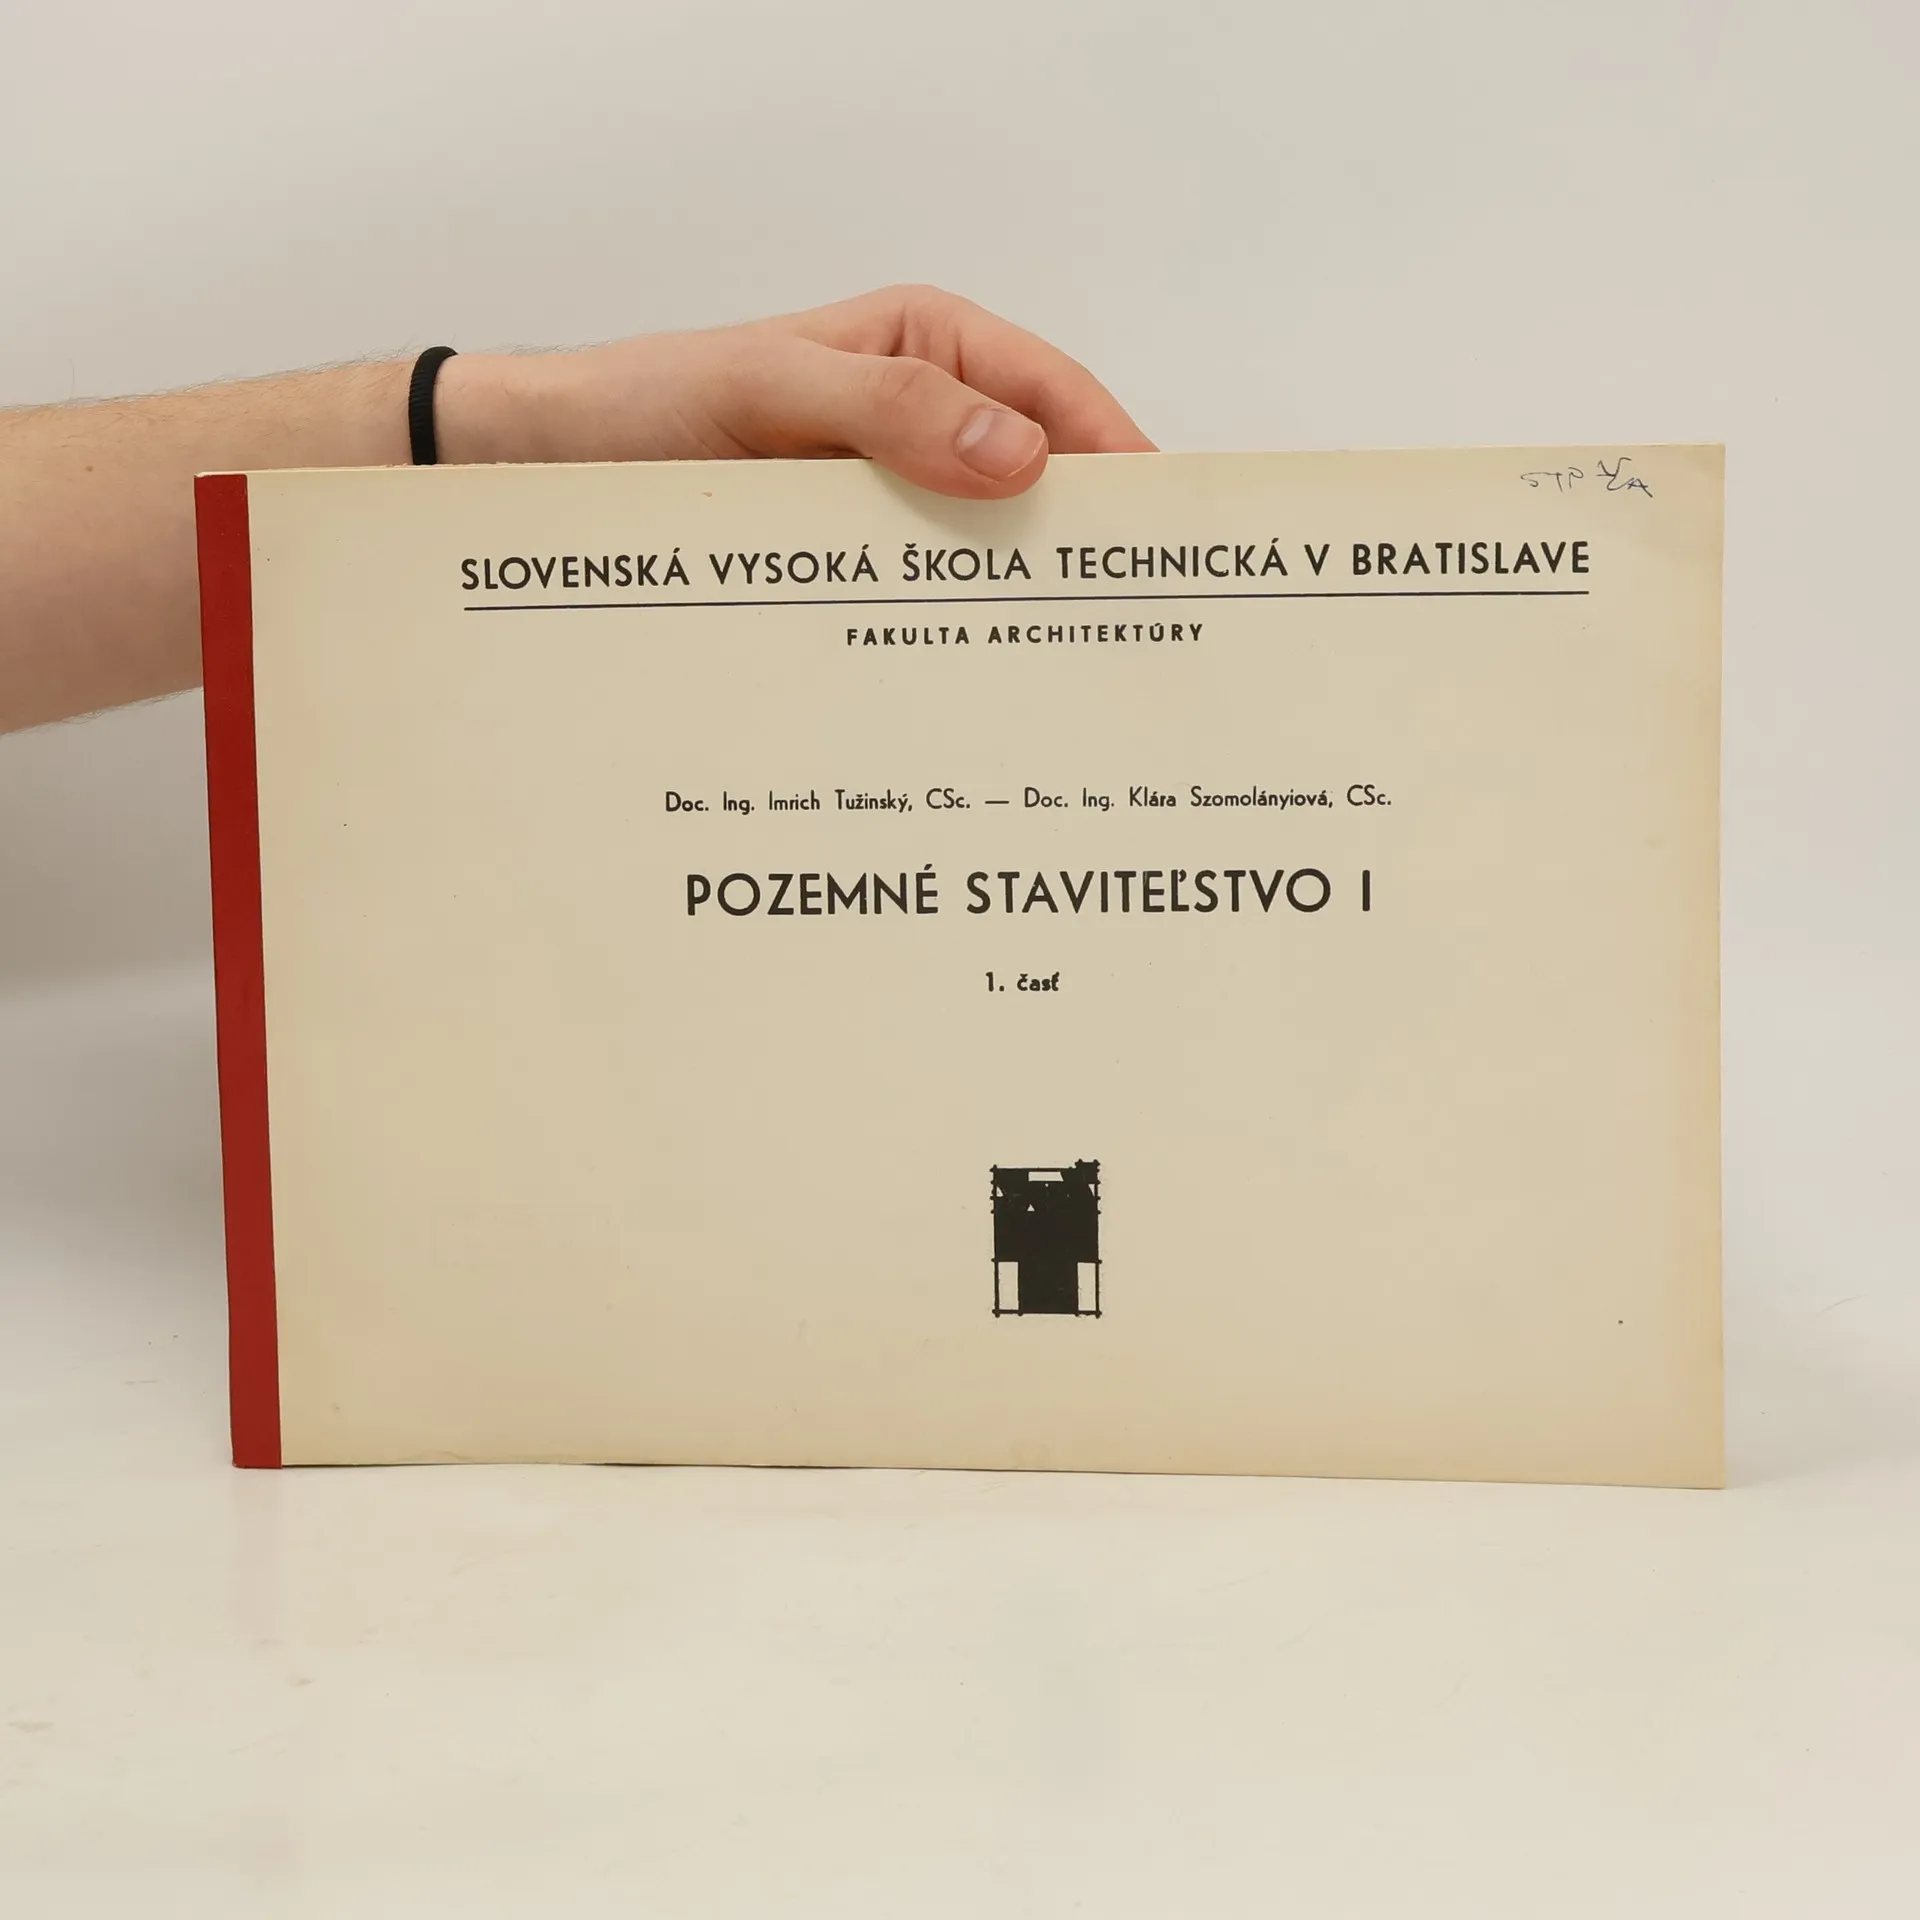 SLOVENSKÁ VYSOKÁ ŠKOLA TECHNICKÁ V BRATISLAVE
FAKULTA ARCHITEKTÚRY
Doc. Ing. Imrich Tužinský, CSc. — Doc. Ing. Klára Szomolányiová, CSc.
POZEMNÉ STAVITEĽSTVO I
1. časť